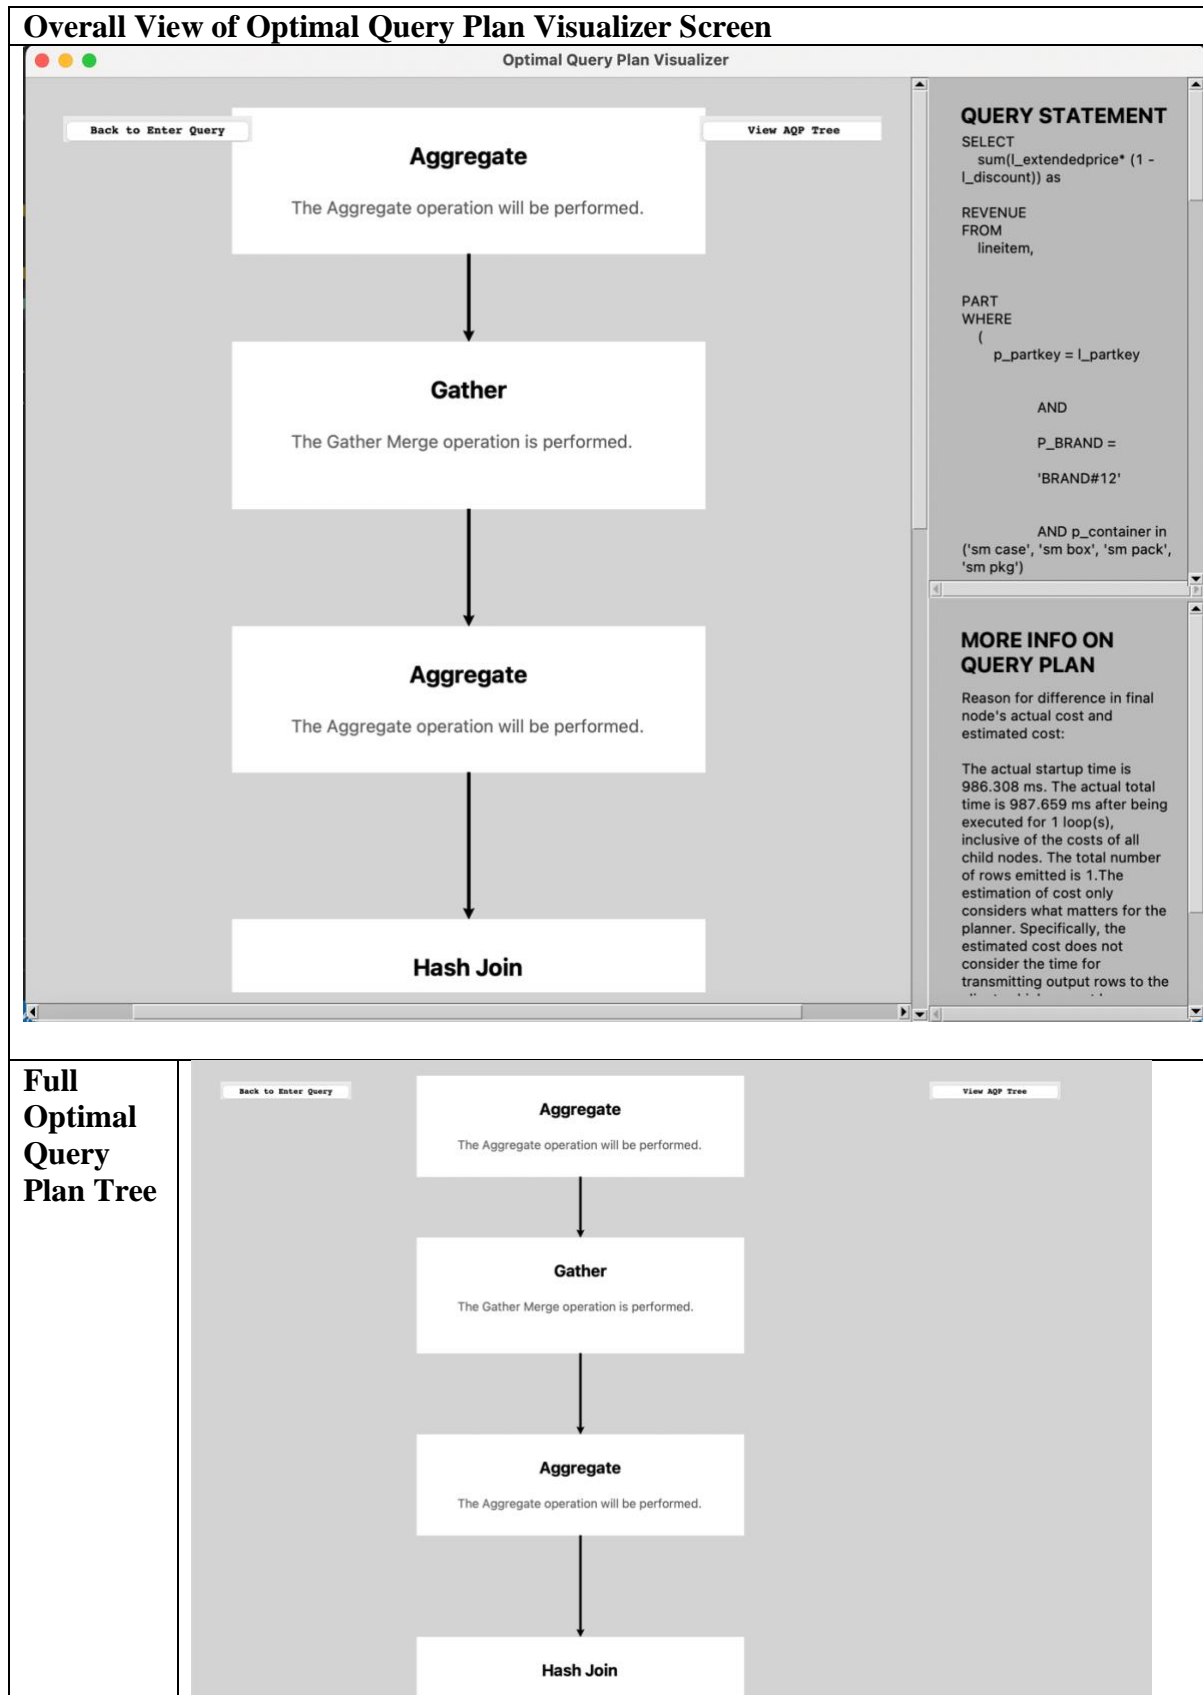 Overall View of Optimal Query Plan Visualizer Screen
Optimal Query Plan Visualizer
Back to Enter Query
View AQP Tree
Aggregate
The Aggregate operation will be performed.
Gather
The Gather Merge operation is performed.
Aggregate
The Aggregate operation will be performed.
Hash Join
QUERY STATEMENT
SELECT
sum(l_extendedprice* (1 -
l_discount)) as
REVENUE
FROM
lineitem,
PART
WHERE
(
p_partkey = l_partkey
AND
P_BRAND =
'BRAND#12'
AND p_container in
('sm case', 'sm box', 'sm pack',
'sm pkg')
MORE INFO ON
QUERY PLAN
Reason for difference in final
node's actual cost and
estimated cost:
The actual startup time is
986.308 ms. The actual total
time is 987.659 ms after being
executed for 1 loop(s),
inclusive of the costs of all
child nodes. The total number
of rows emitted is 1.The
estimation of cost only
considers what matters for the
planner. Specifically, the
estimated cost does not
consider the time for
transmitting output rows to the
Full
Optimal
Query
Plan Tree
Back to Enter Query
View AQP Tree
Aggregate
The Aggregate operation will be performed.
Gather
The Gather Merge operation is performed.
Aggregate
The Aggregate operation will be performed.
Hash Join